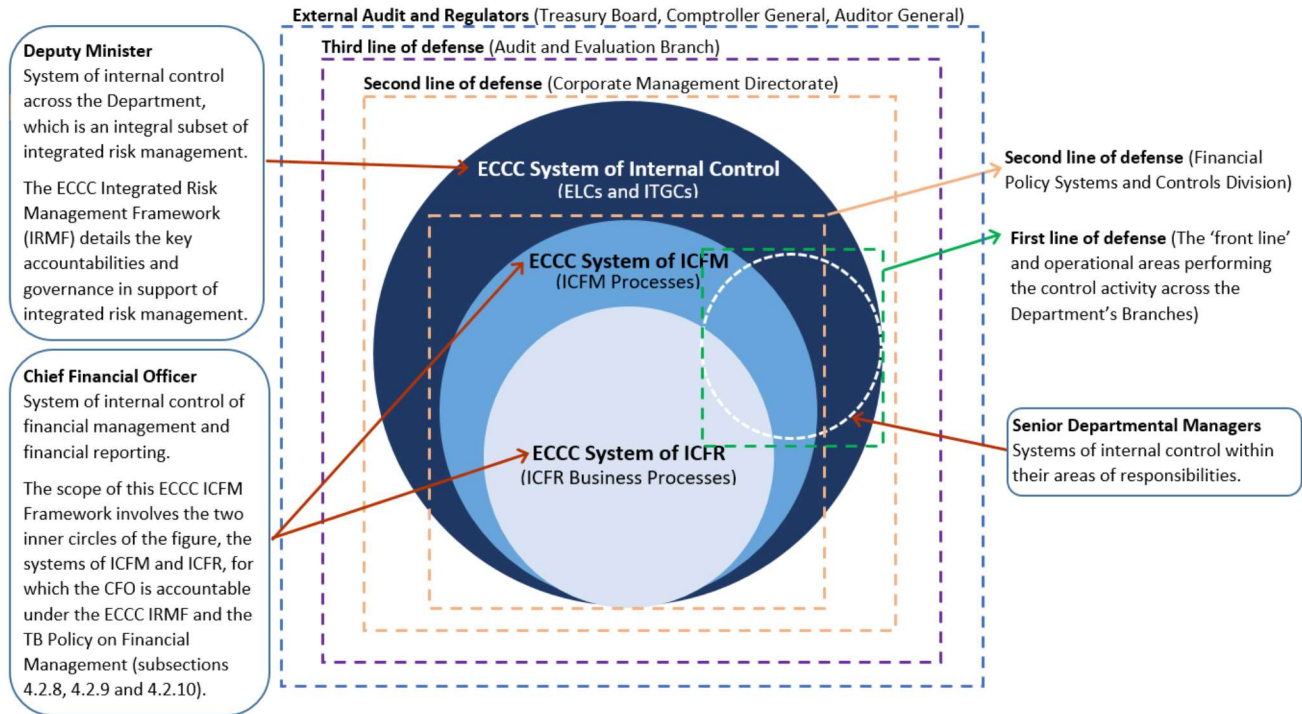 External Audit and Regulators (Treasury Board, Comptroller General, Auditor General)
Third line of defense (Audit and Evaluation Branch)
Second line of defense (Corporate Management Directorate)
Deputy Minister
System of internal control
across the Department,
which is an integral subset of
integrated risk management.
The ECCC Integrated Risk
Management Framework
(IRMF) details the key
accountabilities and
governance in support of
integrated risk management.
Chief Financial Officer
System of internal control of
financial management and
financial reporting.
The scope of this ECCC ICFM
Framework involves the two
inner circles of the figure, the
systems of ICFM and ICFR, for
which the CFO is accountable
under the ECCC IRMF and the
TB Policy on Financial
Management (subsections
4.2.8, 4.2.9 and 4.2.10).
ECCC System of Internal Control
(ELCs and ITGCs)
ECCC System of ICFM
(ICFM Processes)
ECCC System of ICFR
(ICFR Business Processes)
Second line of defense (Financial
Policy Systems and Controls Division)
First line of defense (The ‘front line’
and operational areas performing
the control activity across the
Department’s Branches)
Senior Departmental Managers
Systems of internal control within
their areas of responsibilities.